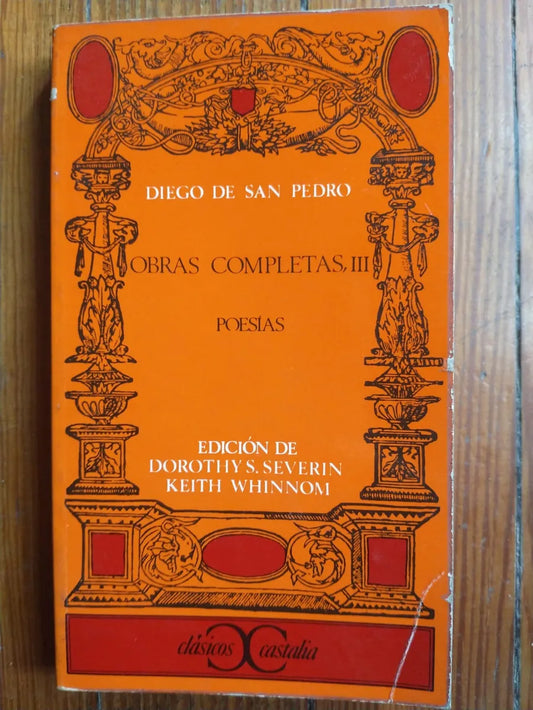 DIEGO DE SAN PEDRO
OBRAS COMPLETAS, III
POESÍAS
EDICIÓN DE
DOROTHY S. SEVERIN
KEITH WHINNOM
clásicos castalia